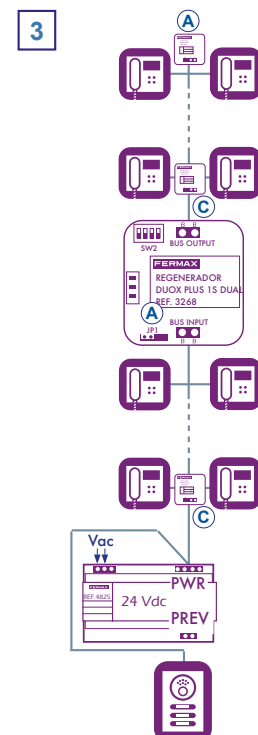 3
A
C
SW2
B B
BUS OUTPUT
FERMAX
REGENERADOR
DUOX PLUS 1S DUAL
REF. 3268
A
JP1
BUS INPUT
B B
C
Vac
PWR
FERMAX
REF.4825
24 Vdc
PREV